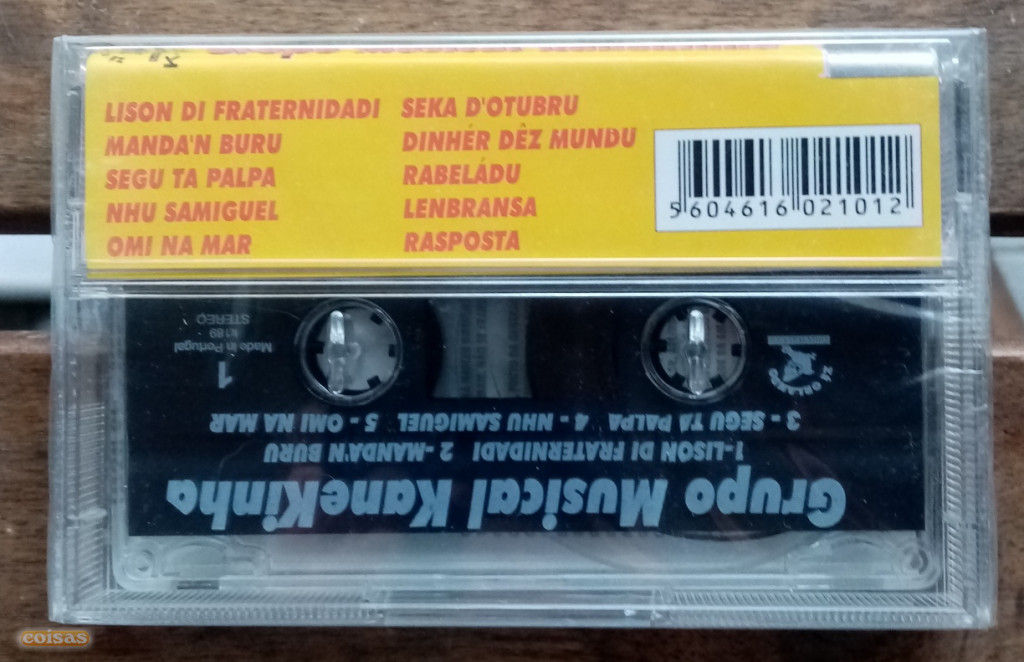 LISON DI FRATERNIDADI
MANDA'N BURU
SEGU TA PALPA
NHU SAMIGUEL
OMI NA MAR
SEKA D'OTUBRU
DINHÉR DÈZ MUNDU
RABELÁDU
LENBRANSA
RASPOSTA
5 604616 021012
Grupo Musical KaneKinha
1-LISON DI FRATERNIDADI 2 -MANDA'N BURU
3 - SEGU TA PALPA 4 - NHU SAMIGUEL 5 - OMI NA MAR
1
Made in Portugal
k189
STEREO
coisas